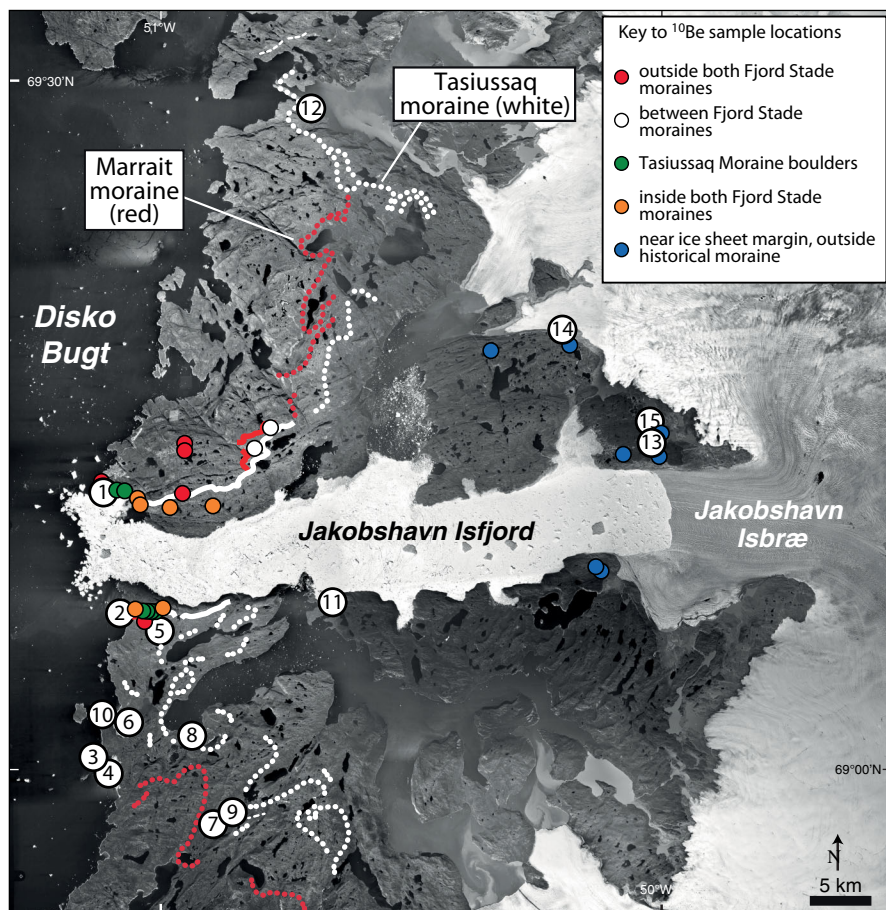 51°W
Key to ¹⁰Be sample locations
outside both Fjord Stade
moraines
between Fjord Stade
moraines
Tasiussaq Moraine boulders
inside both Fjord Stade
moraines
near ice sheet margin, outside
historical moraine
69°30'N
Tasiussaq
moraine (white)
12
Marrait
moraine
(red)
Disko
Bugt
14
15
13
1
Jakobshavn Isfjord
Jakobshavn
Isbræ
11
2
5
10
6
8
3
4
69°00'N
7
9
N
50°W
5 km